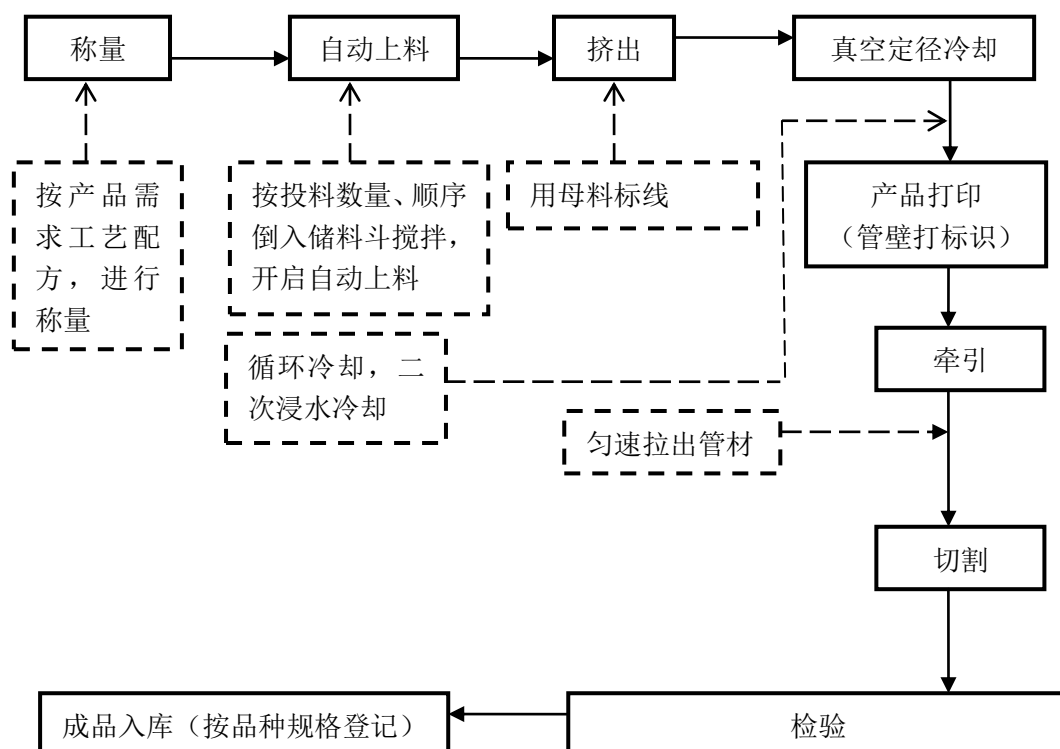 称量
自动上料
挤出
真空定径冷却
按产品需
求工艺配
方，进行
称量
按投料数量、顺序
倒入储料斗搅拌，
开启自动上料
用母料标线
产品打印
（管壁打标识）
循环冷却，二
次浸水冷却
牵引
匀速拉出管材
切割
成品入库（按品种规格登记）
检验